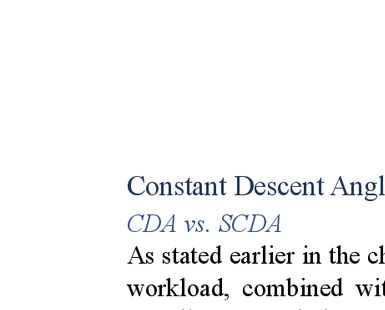 Constant Descent Angl
CDA vs. SCDA
As stated earlier in the ch
workload, combined wit